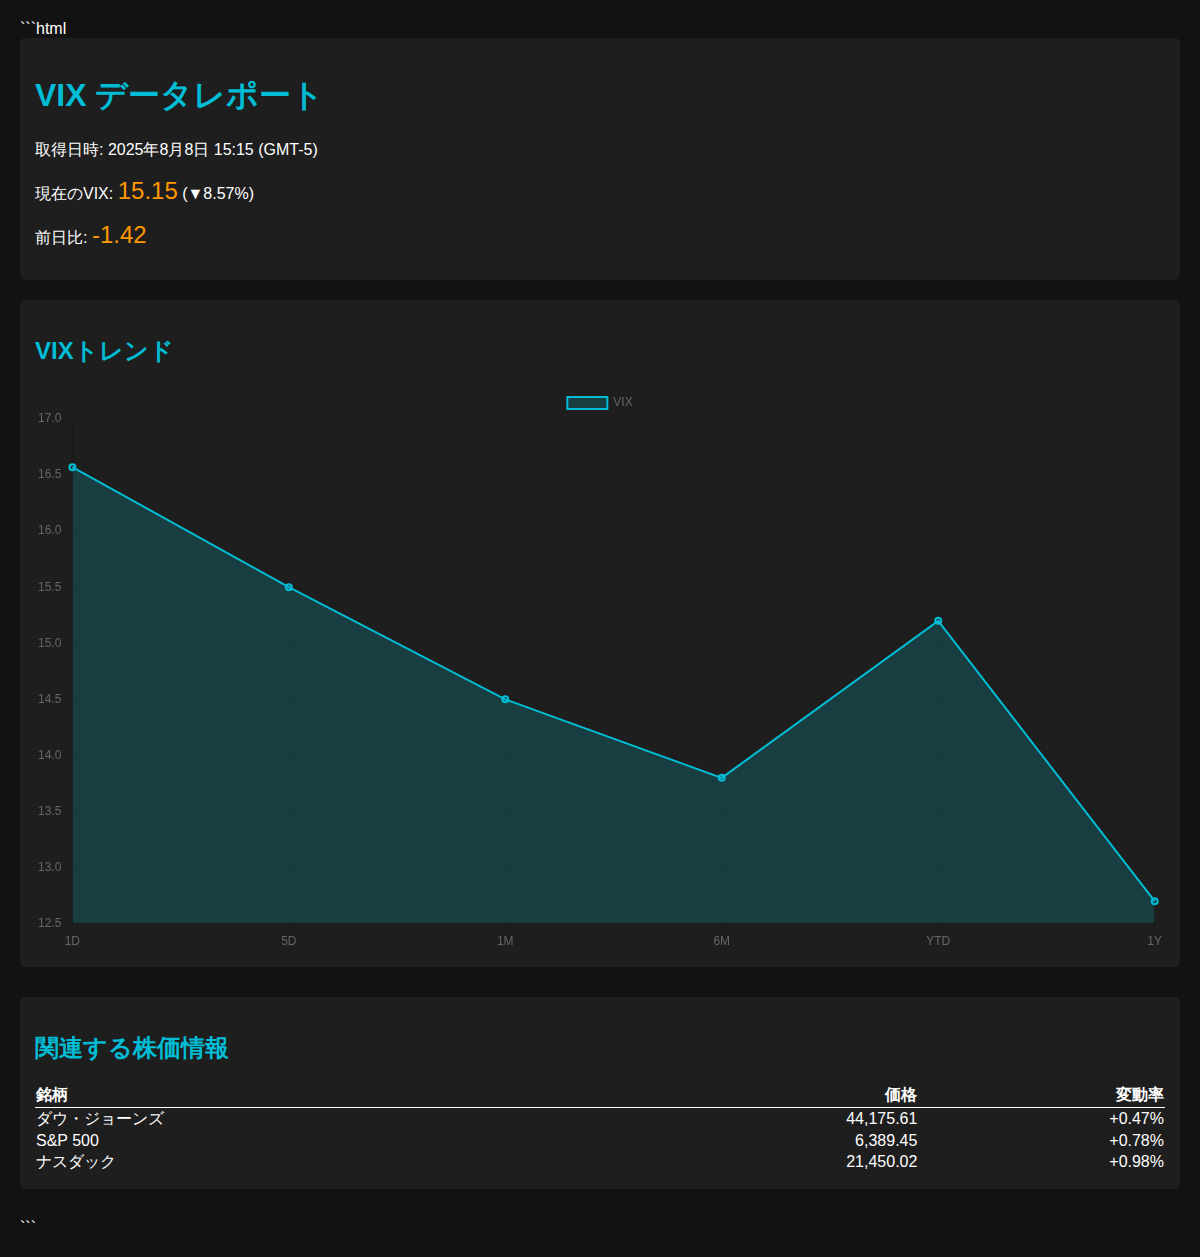 ```html
VIX データレポート
取得日時: 2025年8月8日 15:15 (GMT-5)
現在のVIX: 15.15 (▼8.57%)
前日比: -1.42
VIXトレンド
VIX
17.0
16.5
16.0
15.5
15.0
14.5
14.0
13.5
13.0
12.5
1D 5D 1M 6M YTD 1Y
関連する株価情報
銘柄 価格 変動率
ダウ・ジョーンズ 44,175.61 +0.47%
S&P 500 6,389.45 +0.78%
ナスダック 21,450.02 +0.98%
```